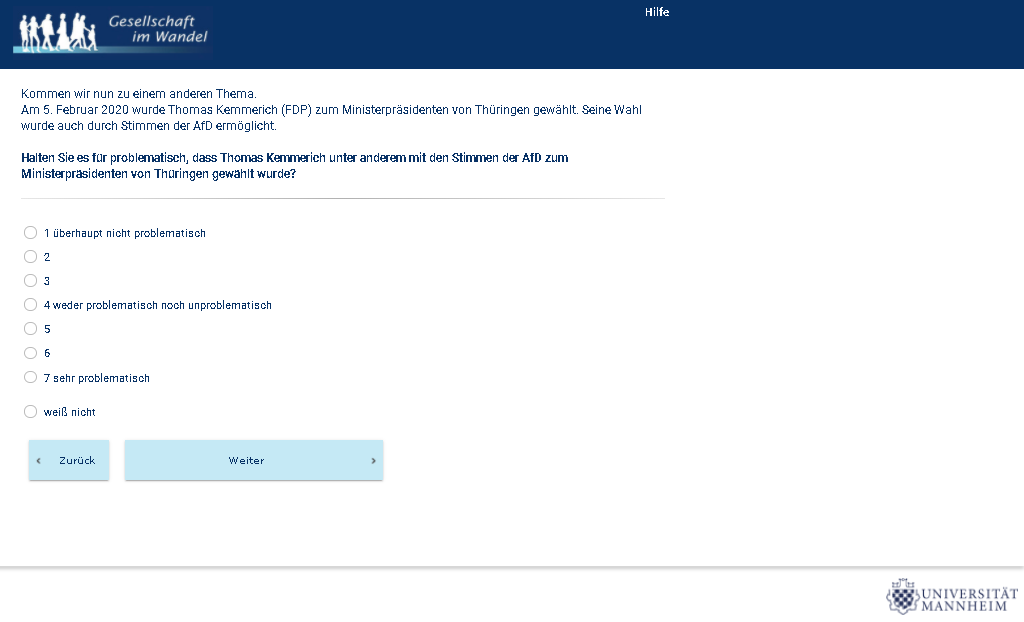 Gesellschaft
im Wandel
Hilfe
Kommen wir nun zu einem anderen Thema.
Am 5. Februar 2020 wurde Thomas Kemmerich (FDP) zum Ministerpräsidenten von Thüringen gewählt. Seine Wahl
wurde auch durch Stimmen der AfD ermöglicht.
Halten Sie es für problematisch, dass Thomas Kemmerich unter anderem mit den Stimmen der AfD zum
Ministerpräsidenten von Thüringen gewählt wurde?
1 überhaupt nicht problematisch
2
3
4 weder problematisch noch unproblematisch
5
6
7 sehr problematisch
weiß nicht
‹ Zurück
Weiter ›
UNIVERSITÄT
MANNHEIM